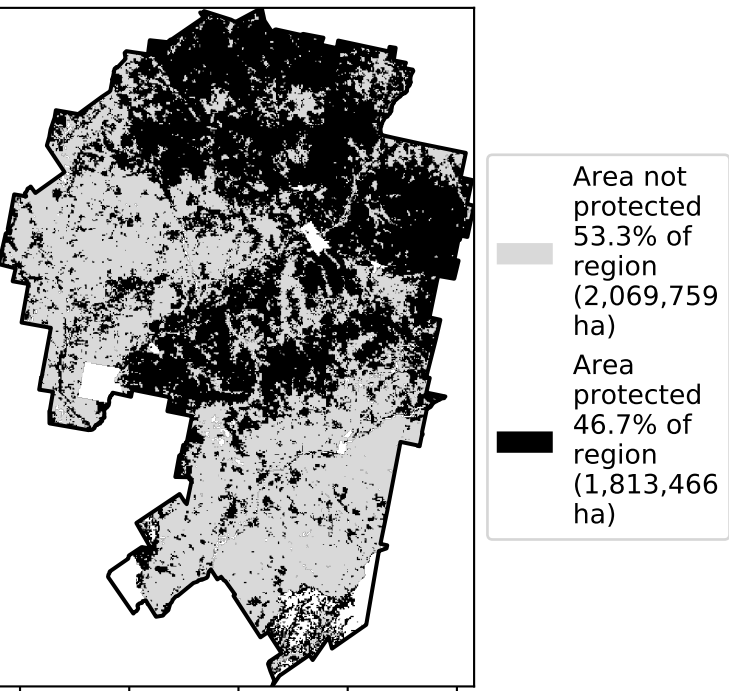 Area not
protected
53.3% of
region
(2,069,759
ha)
Area
protected
46.7% of
region
(1,813,466
ha)